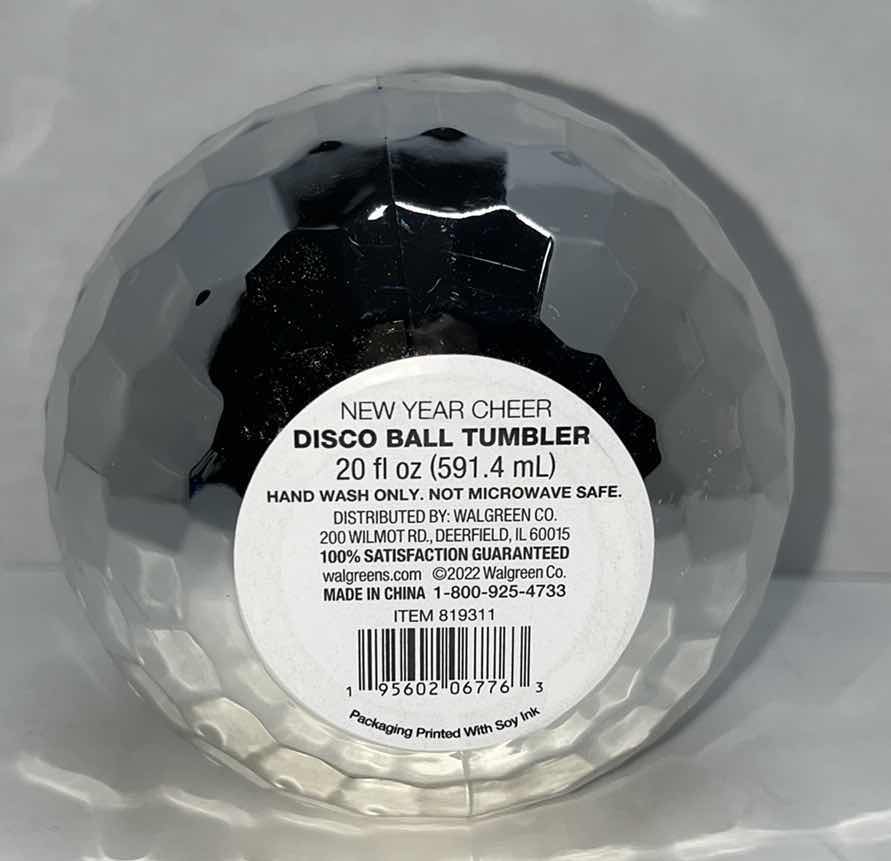 NEW YEAR CHEER
DISCO BALL TUMBLER
20 fl oz (591.4 mL)
HAND WASH ONLY. NOT MICROWAVE SAFE.
DISTRIBUTED BY: WALGREEN CO.
200 WILMOT RD., DEERFIELD, IL 60015
100% SATISFACTION GUARANTEED
walgreens.com ©2022 Walgreen Co.
MADE IN CHINA 1-800-925-4733
ITEM 819311
1 95602 06776 3
Packaging Printed With Soy Ink